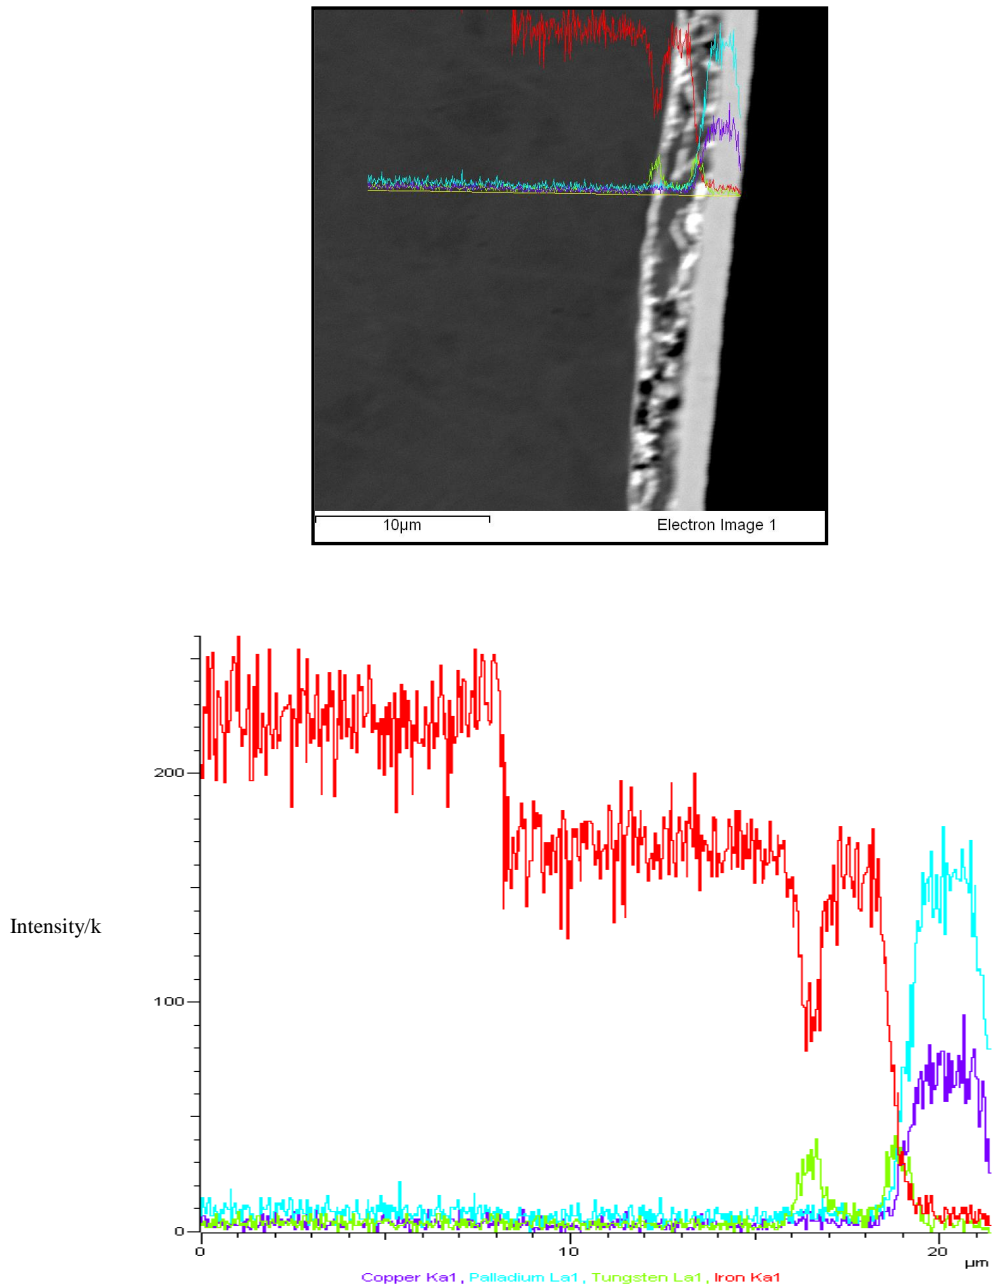 10µm Electron Image 1
200
Intensity/k
100
0
0 10 20
µm
Copper Ka1, Palladium La1, Tungsten La1, Iron Ka1